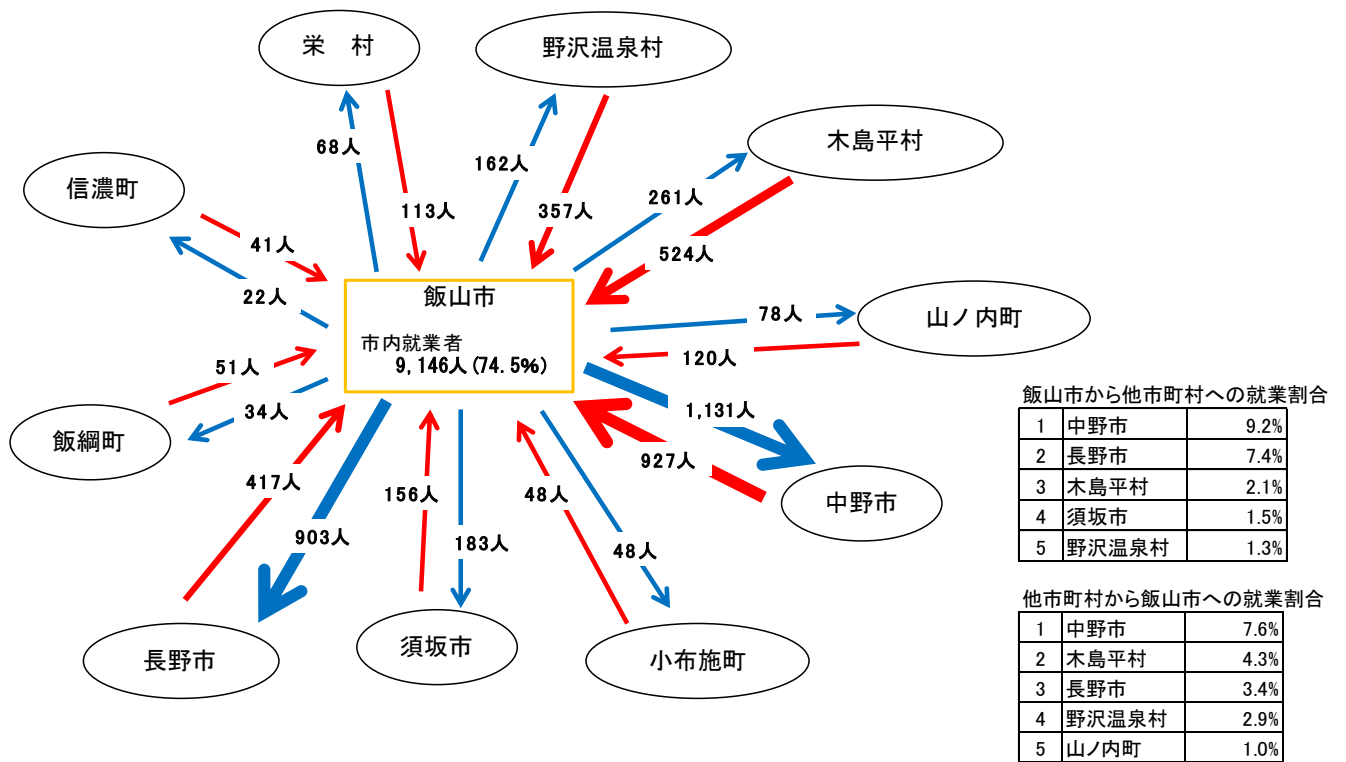 栄　村
野沢温泉村
木島平村
信濃町
68人
162人
261人
113人
357人
524人
41人
22人
飯山市
市内就業者
9,146人(74.5%)
78人
山ノ内町
120人
51人
34人
飯綱町
1,131人
927人
中野市
417人
156人
48人
903人
183人
48人
長野市
須坂市
小布施町
飯山市から他市町村への就業割合
1 中野市 9.2%
2 長野市 7.4%
3 木島平村 2.1%
4 須坂市 1.5%
5 野沢温泉村 1.3%
他市町村から飯山市への就業割合
1 中野市 7.6%
2 木島平村 4.3%
3 長野市 3.4%
4 野沢温泉村 2.9%
5 山ノ内町 1.0%